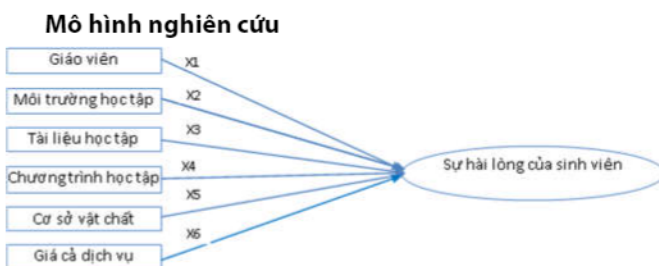 Mô hình nghiên cứu
Giáo viên
X1
Môi trường học tập
X2
Tài liệu học tập
X3
Chương trình học tập
X4
Sự hài lòng của sinh viên
X5
Cơ sở vật chất
X6
Giá cả dịch vụ